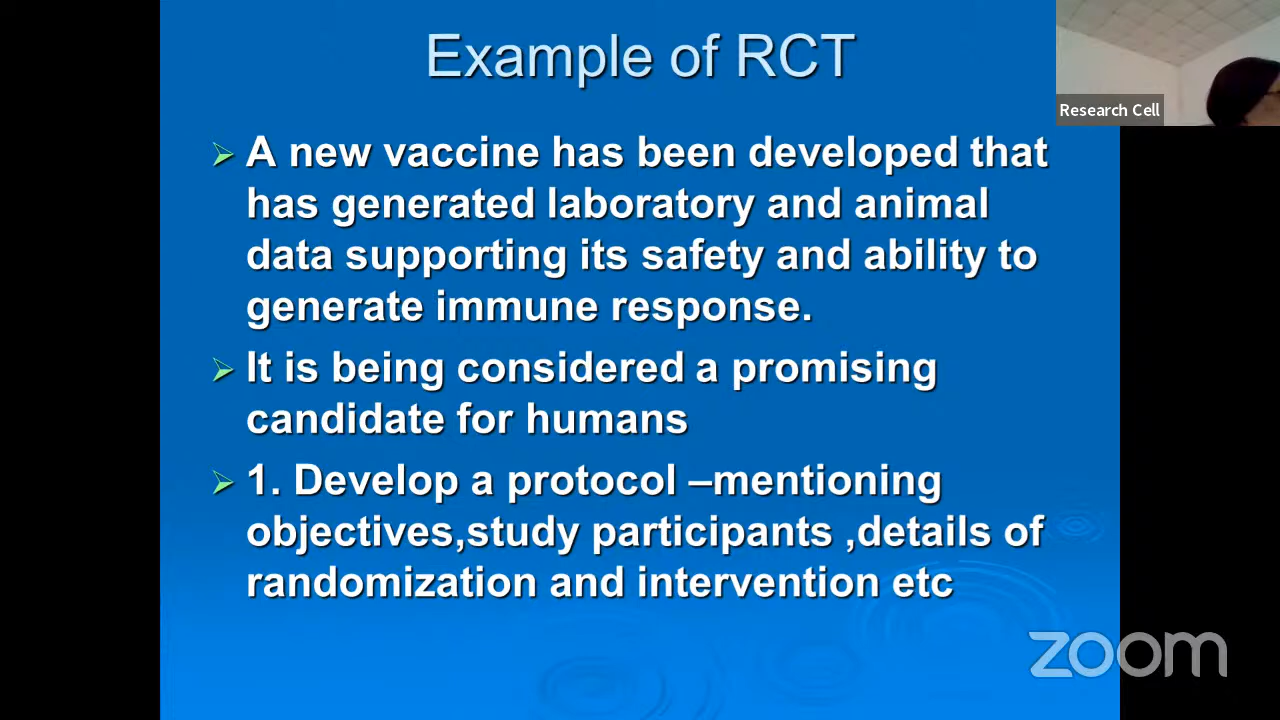 Example of RCT
Research Cell
A new vaccine has been developed that
has generated laboratory and animal
data supporting its safety and ability to
generate immune response.
It is being considered a promising
candidate for humans
1. Develop a protocol –mentioning
objectives,study participants ,details of
randomization and intervention etc
zoom